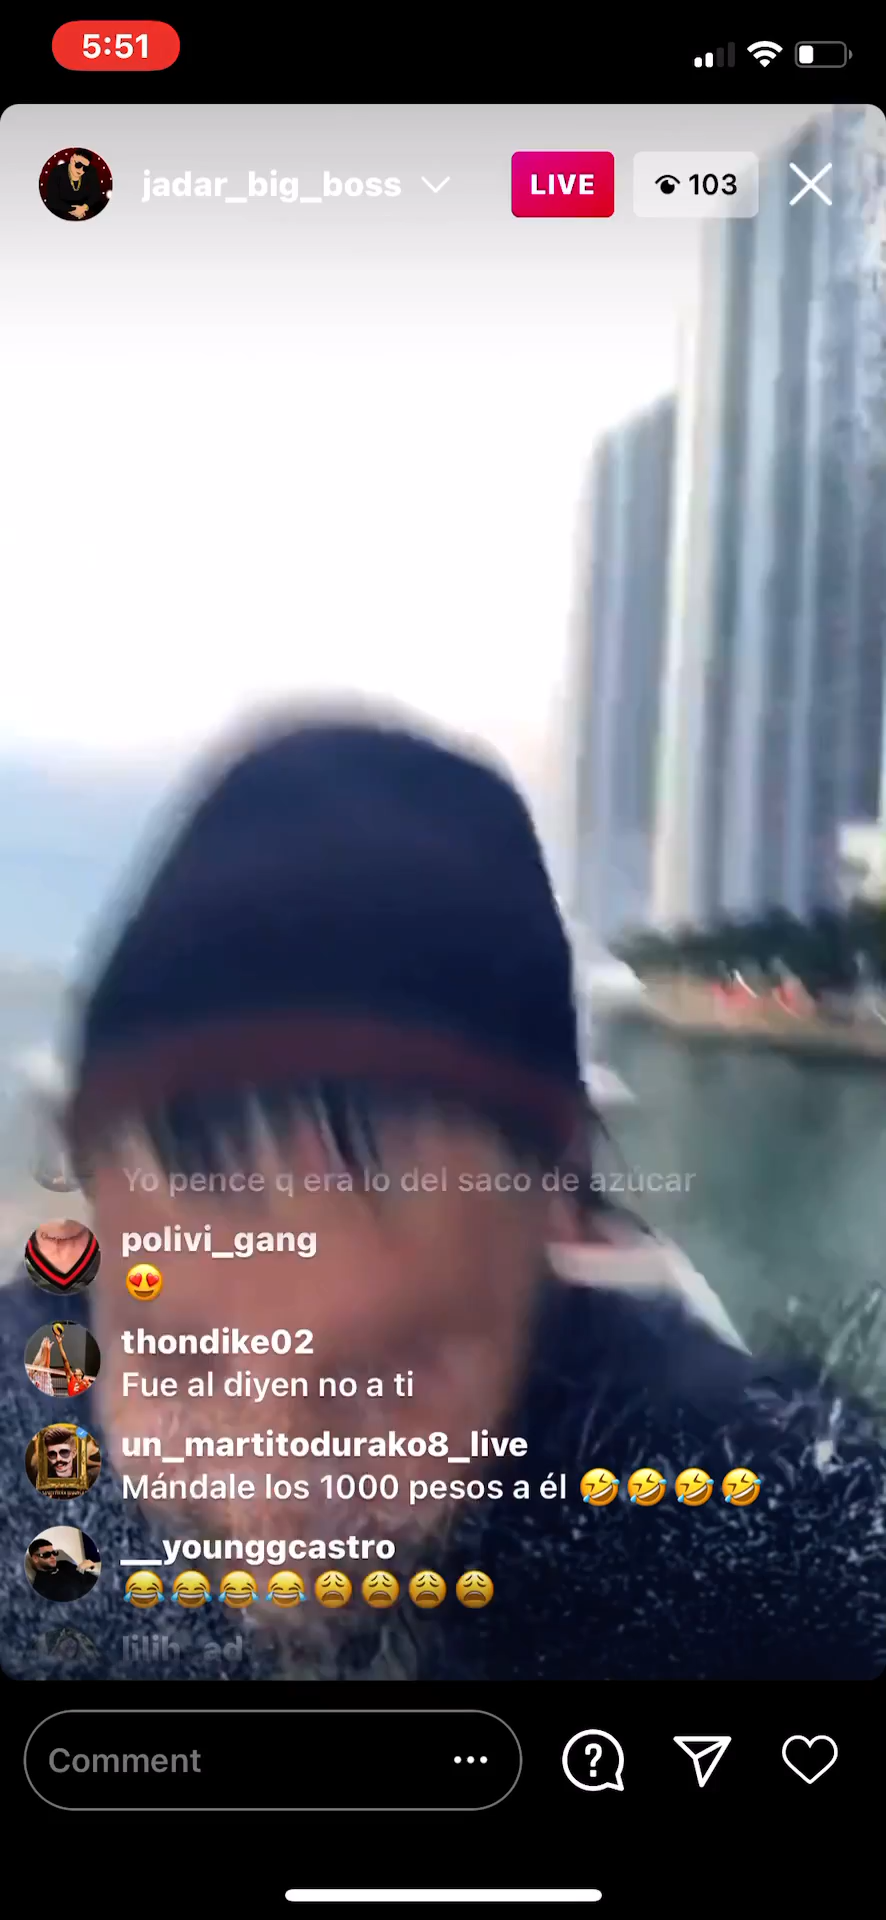 5:51
jadar_big_boss
LIVE
103
Yo pence q era lo del saco de azúcar
polivi_gang
😍
thondike02
Fue al diyen no a ti
un_martitodurako8_live
Mándale los 1000 pesos a él 🤣🤣🤣🤣
__younggcastro
😂😂😂😂😩😩😩😩
lilih_ad
Comment